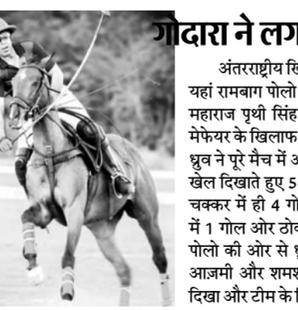 गोदारा ने लग
अंतरराष्ट्रीय खि
यहां रामबाग पोलो
महाराज पृथी सिंह
मेफेयर के खिलाफ
ध्रुव ने पूरे मैच में अ
खेल दिखाते हुए 5
चक्कर में ही 4 गो
में 1 गोल ओर ठोव
पोलो की ओर से ध्रु
आजमी और शमश
दिखा और टीम के